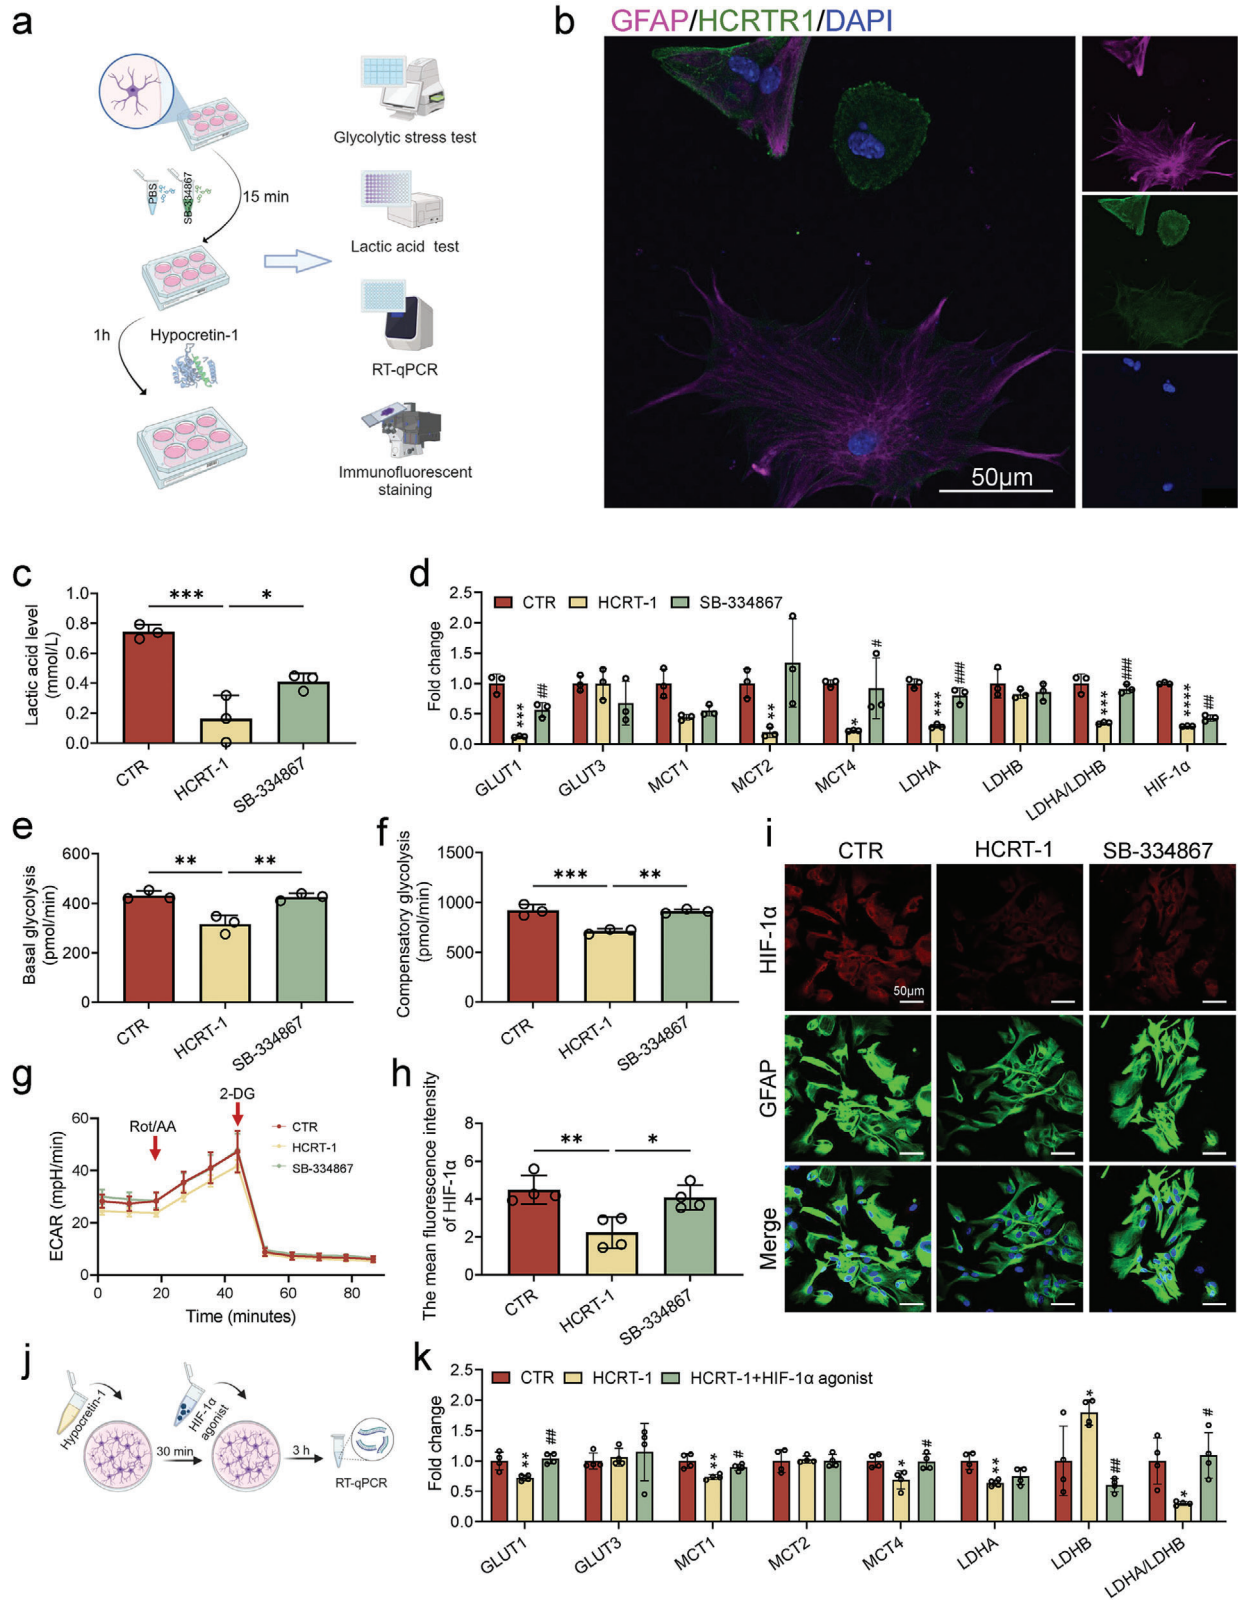 a
PBS
SB-334867
15 min
1h
Hypocretin-1
Glycolytic stress test
Lactic acid test
RT-qPCR
Immunofluorescent
staining
b
GFAP/HCRTR1/DAPI
50μm
c
Lactic acid level
(mmol/L)
1.0
0.8
0.6
0.4
0.2
0.0
***
*
CTR
HCRT-1
SB-334867
d
Fold change
2.5
2.0
1.5
1.0
0.5
0.0
CTR
HCRT-1
SB-334867
***
##
**
*
#
***
###
***
###
****
##
GLUT1
GLUT3
MCT1
MCT2
MCT4
LDHA
LDHB
LDHA/LDHB
HIF-1α
e
Basal glycolysis
(pmol/min)
600
400
200
0
**
**
CTR
HCRT-1
SB-334867
f
Compensatory glycolysis
(pmol/min)
1500
1000
500
0
***
**
CTR
HCRT-1
SB-334867
g
ECAR (mpH/min)
60
40
20
0
Rot/AA
2-DG
CTR
HCRT-1
SB-334867
0
20
40
60
80
Time (minutes)
h
The mean fluorescence intensity
of HIF-1α
8
6
4
2
0
**
*
CTR
HCRT-1
SB-334867
i
CTR
HCRT-1
SB-334867
HIF-1α
50μm
GFAP
Merge
j
Hypocretin-1
30 min
HIF-1α
agonist
3 h
RT-qPCR
k
Fold change
2.5
2.0
1.5
1.0
0.5
0.0
CTR
HCRT-1
HCRT-1+HIF-1α agonist
**
##
**
#
*
#
**
*
##
*
#
GLUT1
GLUT3
MCT1
MCT2
MCT4
LDHA
LDHB
LDHA/LDHB